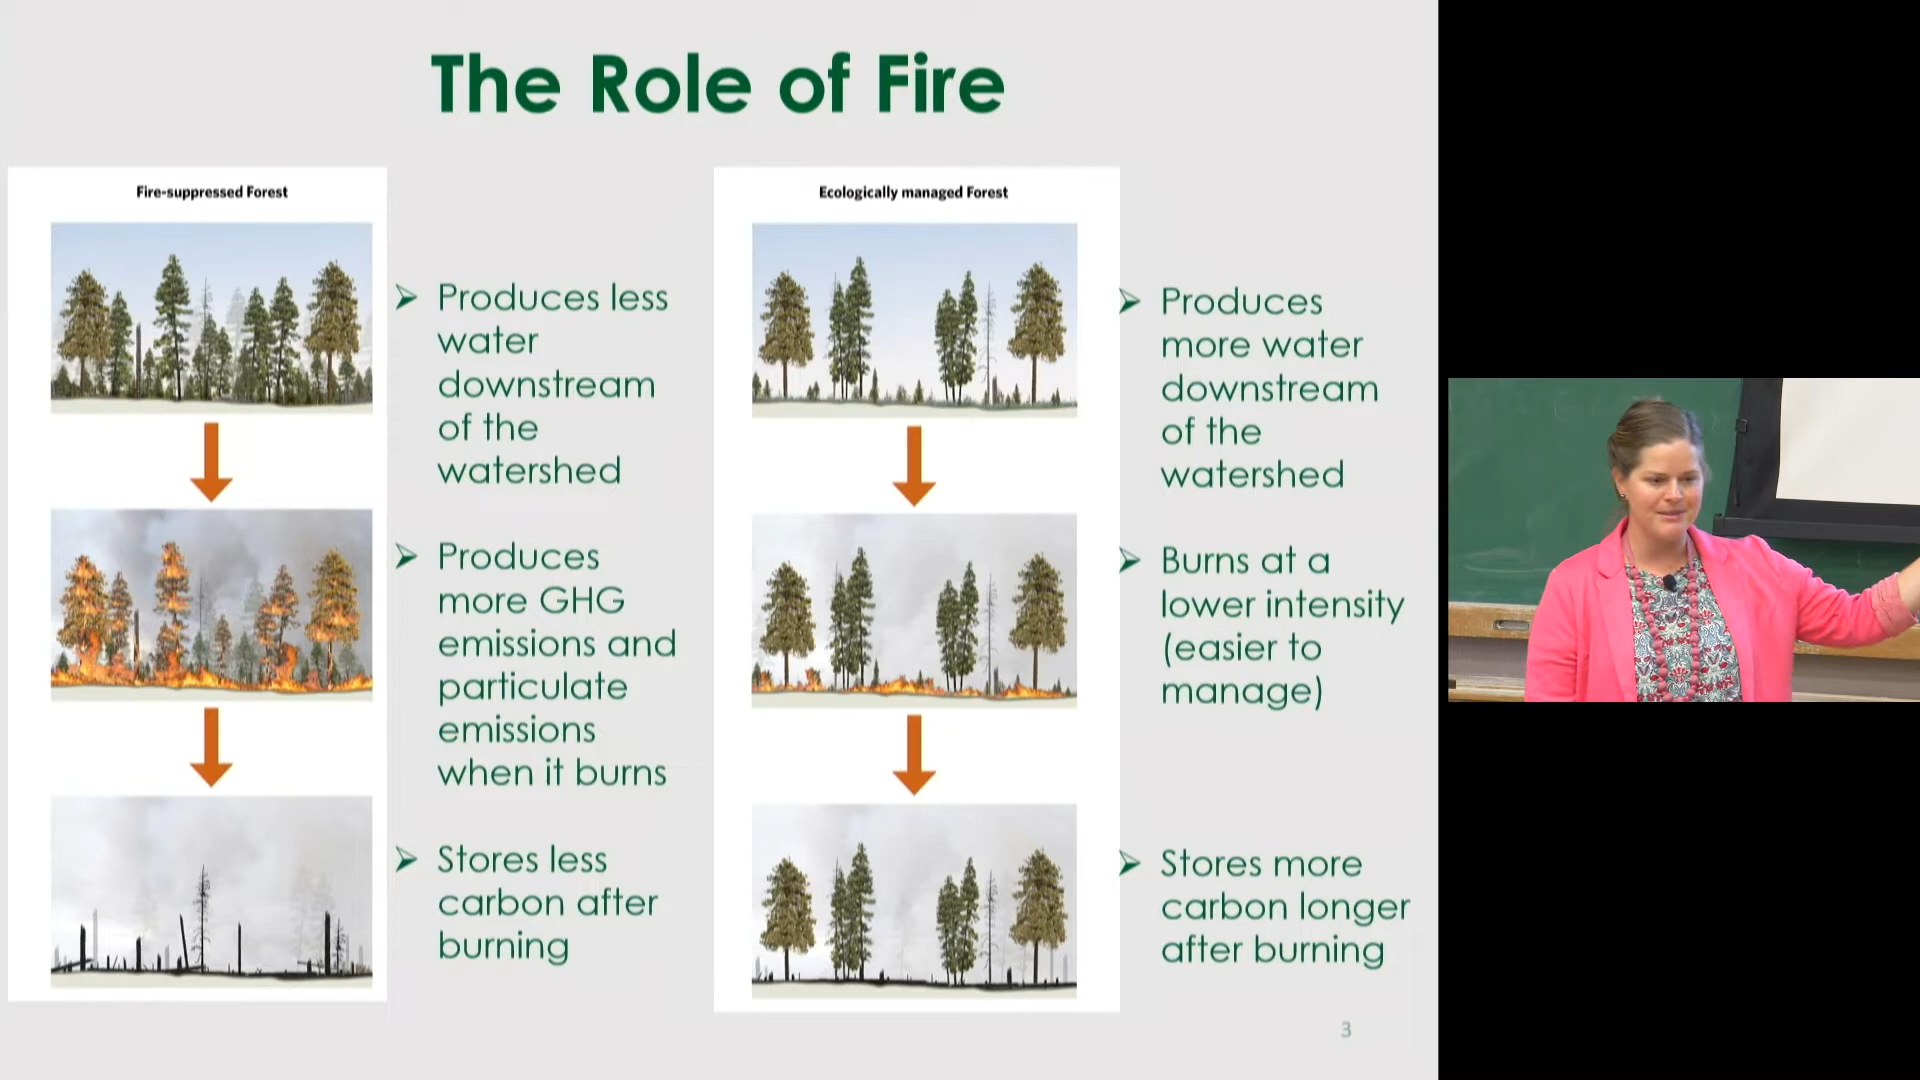 The Role of Fire
Fire-suppressed Forest
Produces less
water
downstream
of the
watershed
Produces
more GHG
emissions and
particulate
emissions
when it burns
Stores less
carbon after
burning
Ecologically managed Forest
Produces
more water
downstream
of the
watershed
Burns at a
lower intensity
(easier to
manage)
Stores more
carbon longer
after burning
3